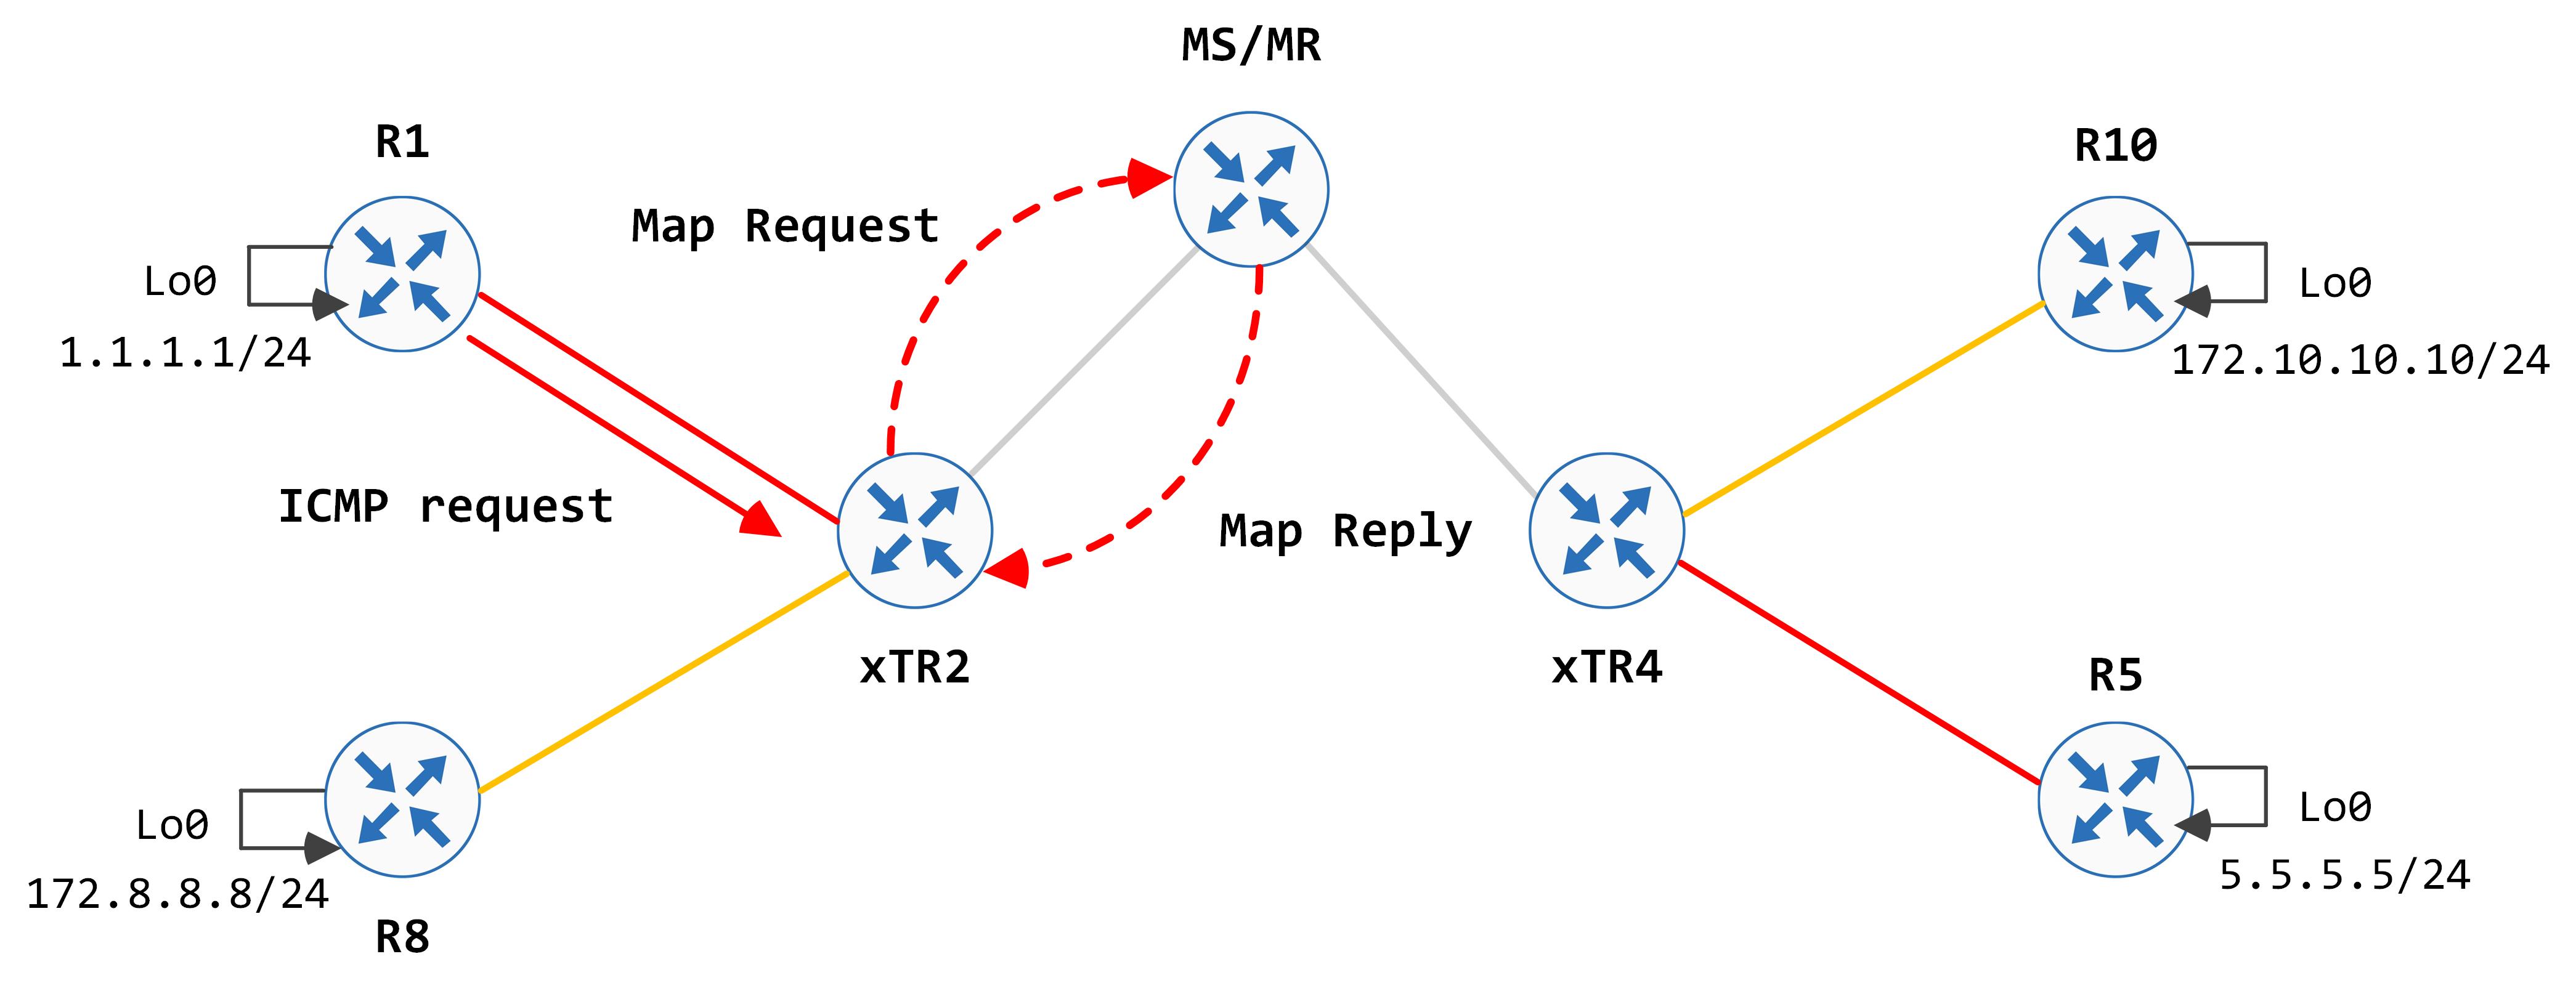 MS/MR
R1
R10
Map Request
Lo0
Lo0
1.1.1.1/24
172.10.10.10/24
ICMP request
Map Reply
xTR2
xTR4
R5
Lo0
Lo0
172.8.8.8/24
5.5.5.5/24
R8